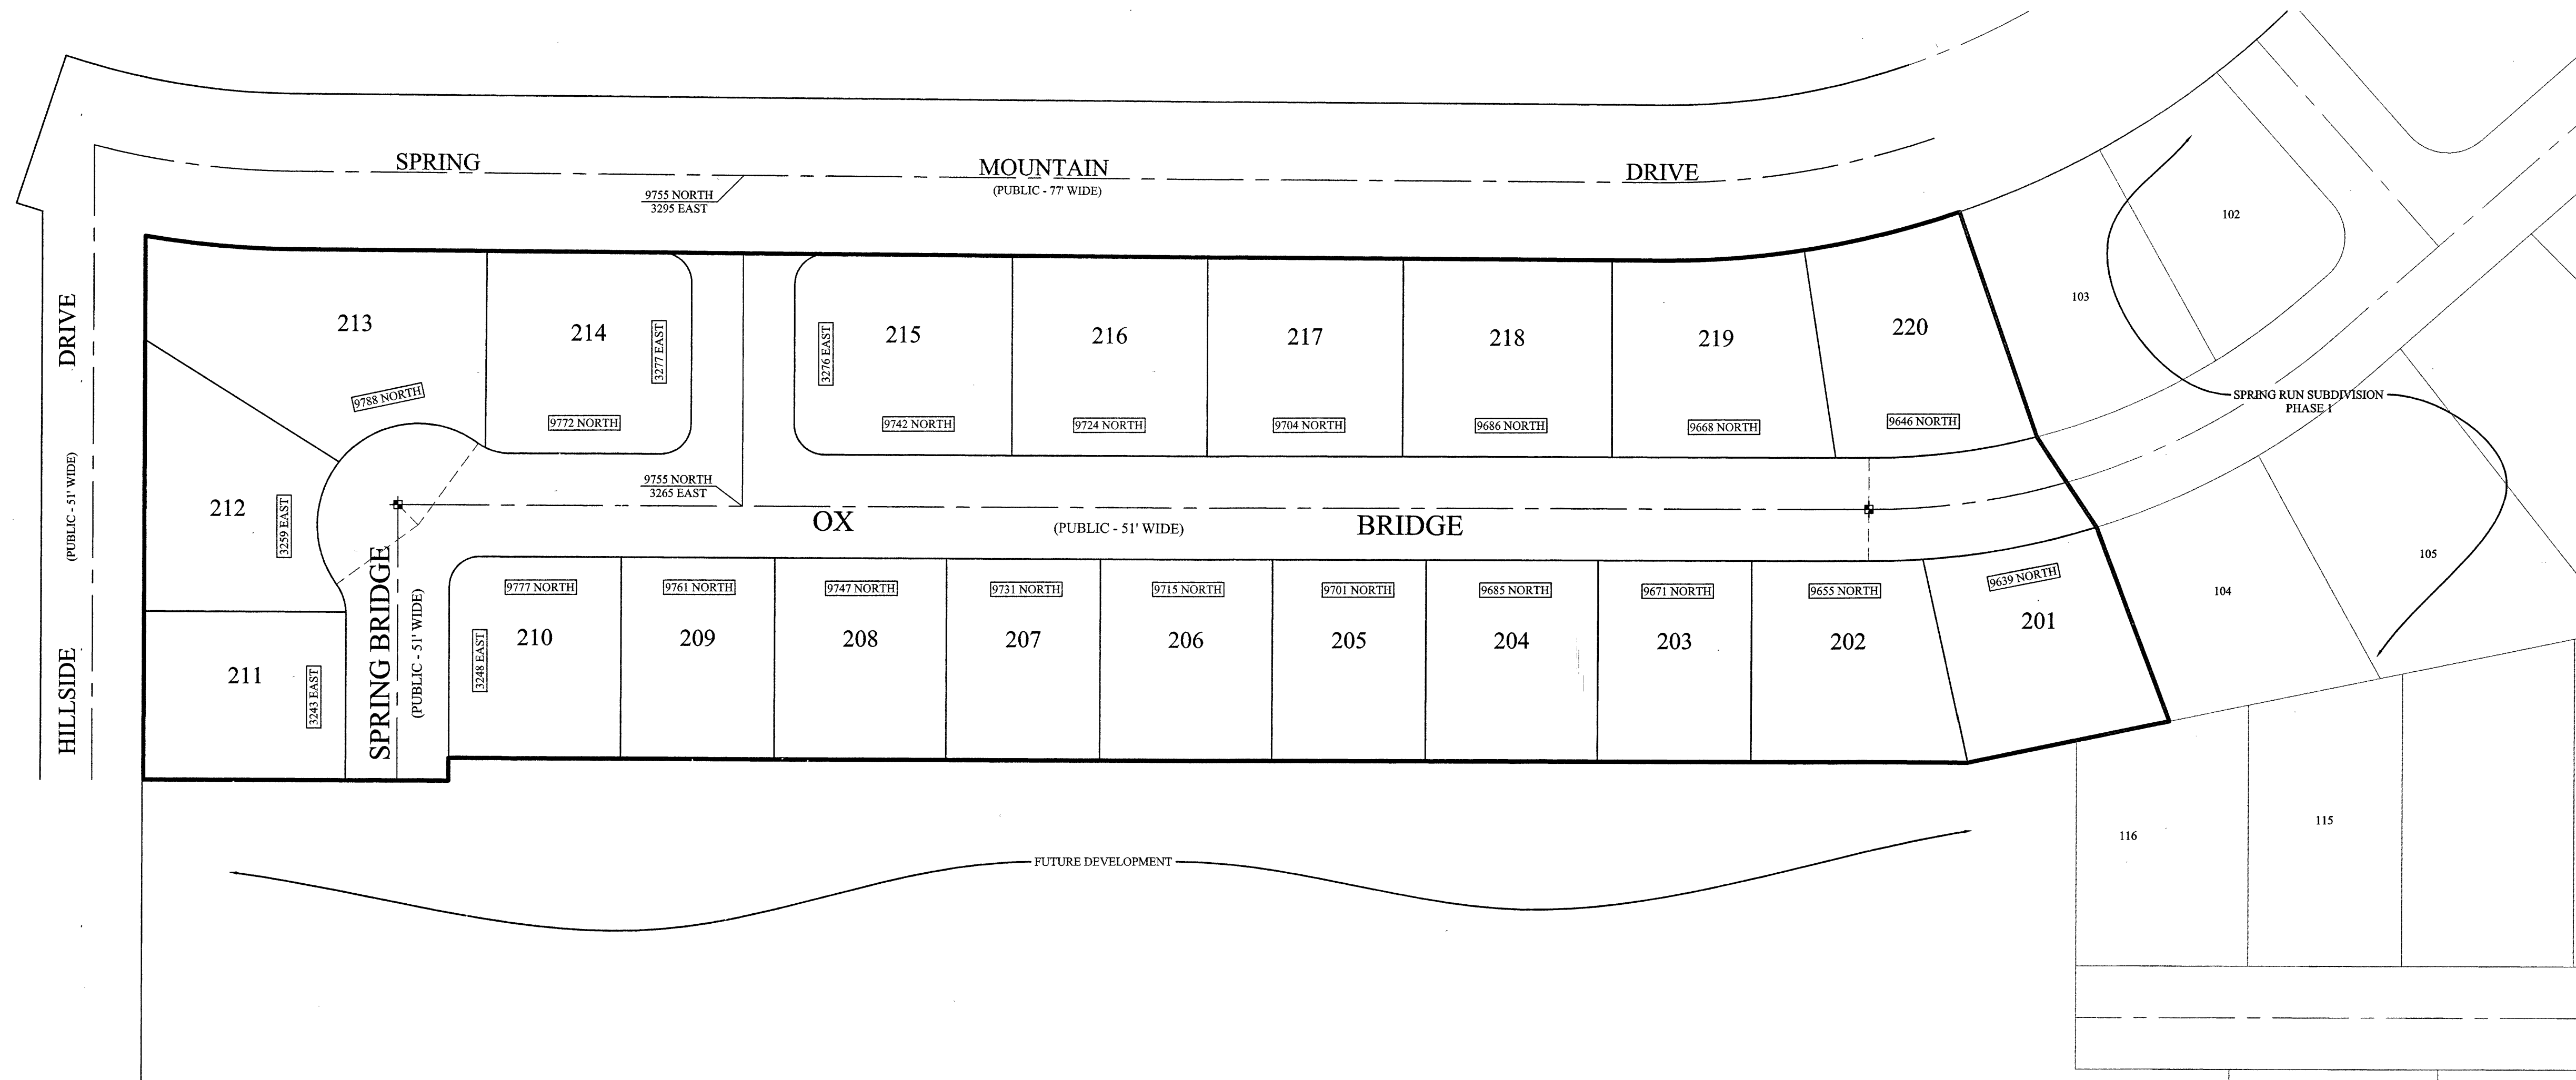 SPRING MOUNTAIN DRIVE
(PUBLIC - 77' WIDE)
9755 NORTH
3295 EAST
102
103
SPRING RUN SUBDIVISION
PHASE 1
105
104
116
115
HILLSIDE DRIVE
(PUBLIC - 51' WIDE)
213
9788 NORTH
214
3277 EAST
9772 NORTH
215
3276 EAST
9742 NORTH
216
9724 NORTH
217
9704 NORTH
218
9686 NORTH
219
9668 NORTH
220
9646 NORTH
212
3259 EAST
9755 NORTH
3265 EAST
OX BRIDGE
(PUBLIC - 51' WIDE)
SPRING BRIDGE
(PUBLIC - 51' WIDE)
211
3243 EAST
9777 NORTH
3248 EAST
210
9761 NORTH
209
9747 NORTH
208
9731 NORTH
207
9715 NORTH
206
9701 NORTH
205
9685 NORTH
204
9671 NORTH
203
9655 NORTH
202
9639 NORTH
201
FUTURE DEVELOPMENT